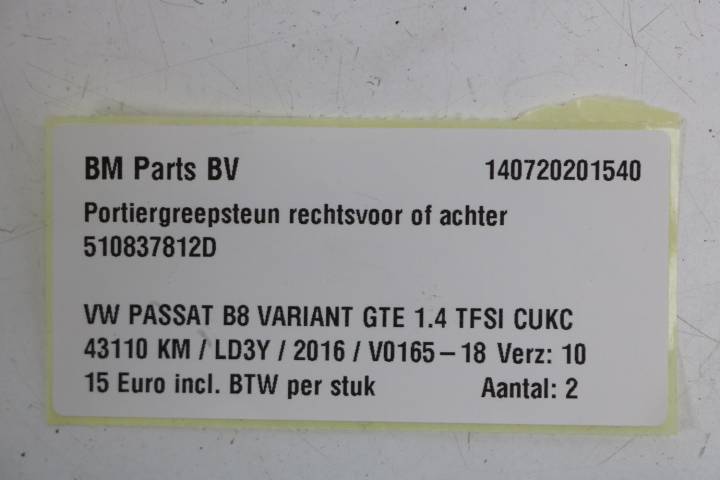 BM Parts BV 140720201540
Portiergreepsteun rechtsvoor of achter
510837812D
VW PASSAT B8 VARIANT GTE 1.4 TFSI CUKC
43110 KM / LD3Y / 2016 / V0165-18 Verz: 10
15 Euro incl. BTW per stuk Aantal: 2